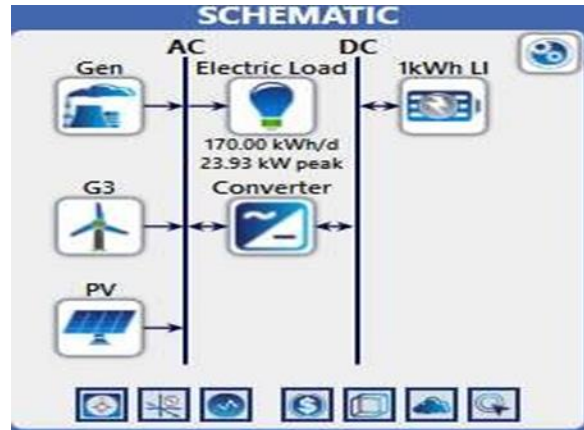 SCHEMATIC
AC
DC
Gen
Electric Load
1kWh LI
170.00 kWh/d
23.93 kW peak
G3
Converter
PV